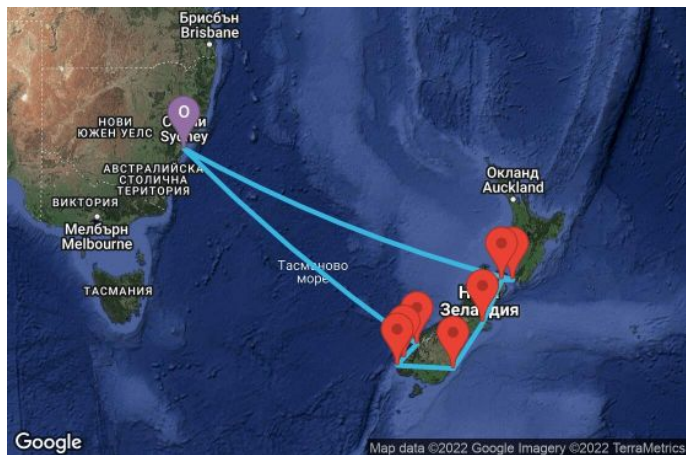 Брисбън
Brisbane
O
Sydney
НОВИ
ЮЖЕН УЕЛС
АВСТРАЛИЙСКА
СТОЛИЧНА
ТЕРИТОРИЯ
ВИКТОРИЯ
Мелбърн
Melbourne
ТАСМАНИЯ
Тасманово
море
Окланд
Auckland
Зеландия
Google
Map data ©2022 Google Imagery ©2022 TerraMetrics